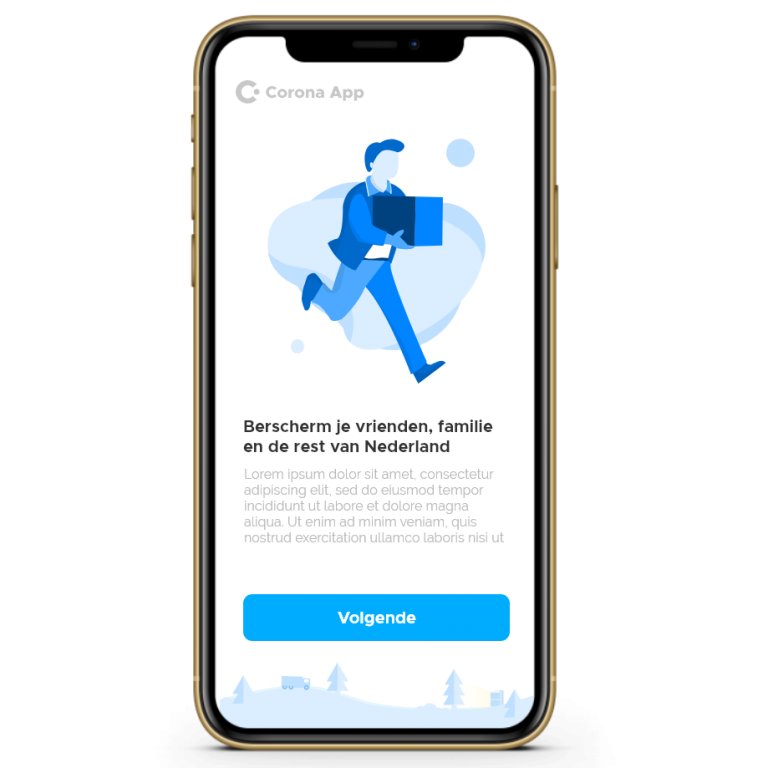 Corona App
Berscherm je vrienden, familie
en de rest van Nederland
Lorem ipsum dolor sit amet, consectetur
adipiscing elit, sed do eiusmod tempor
incididunt ut labore et dolore magna
aliqua. Ut enim ad minim veniam, quis
nostrud exercitation ullamco laboris nisi ut
Volgende